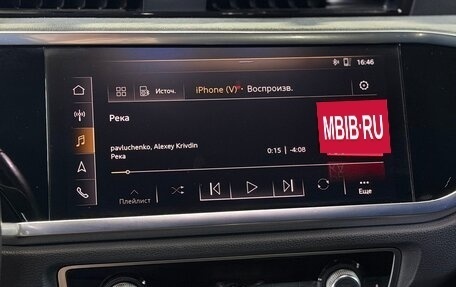 16:46
Источ.
iPhone (V) · Воспроизв.
Река
MBIB·RU
pavluchenko, Alexey Krivdin
0:15 | -4:08
Река
Плейлист
Еще